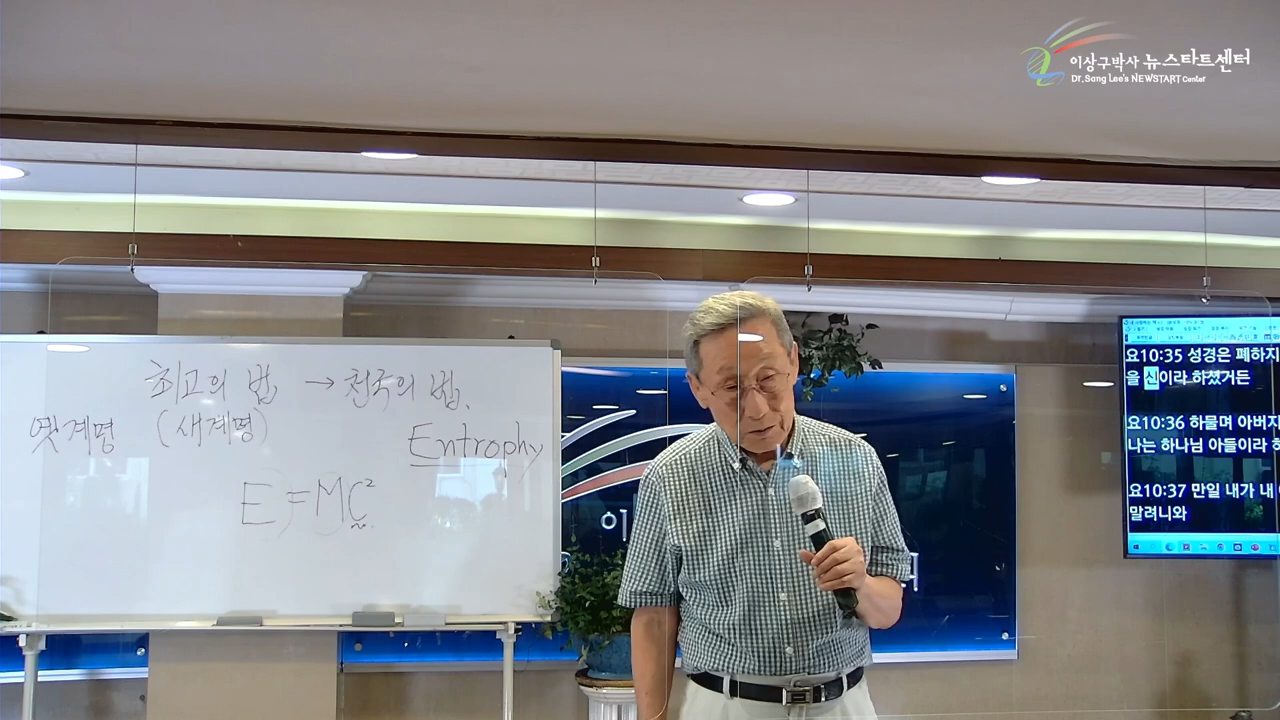 이상구박사 뉴스타트센터
Dr. Sang Lee's NEWSTART Center
최고의 법 → 천국의 법.
옛계명 (새계명)
Entrophy
E = MC²
이
요10:35 성경은 폐하지
을 신이라 하셨거든
요10:36 하물며 아버지
나는 하나님 아들이라 하
요10:37 만일 내가 내
말려니와